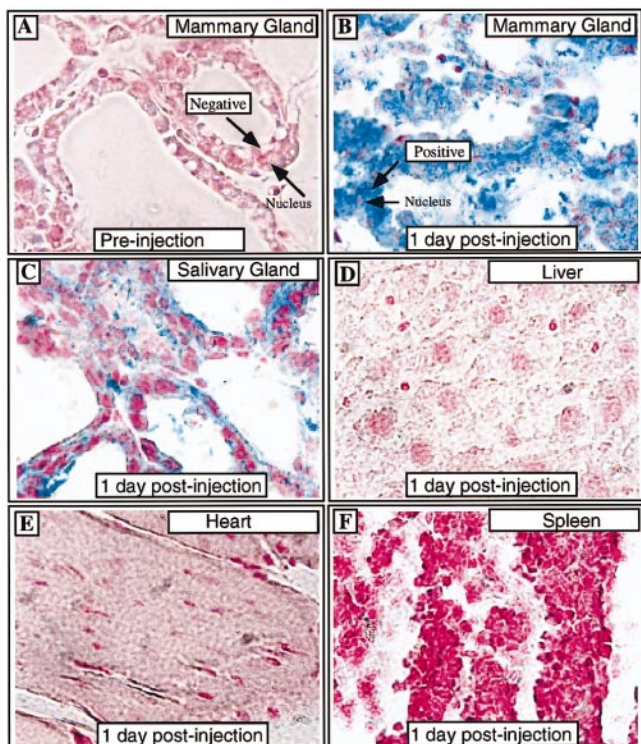 A
Mammary Gland
Negative
Nucleus
Pre-injection
B
Mammary Gland
Positive
Nucleus
1 day post-injection
C
Salivary Gland
1 day post-injection
D
Liver
1 day post-injection
E
Heart
1 day post-injection
F
Spleen
1 day post-injection